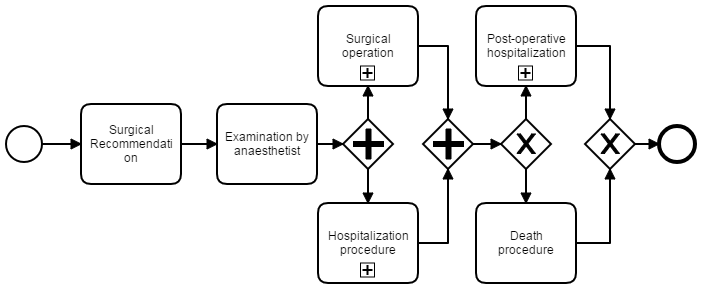 Surgical
Recommendati
on
Examination by
anaesthetist
Surgical
operation
Hospitalization
procedure
Post-operative
hospitalization
Death
procedure